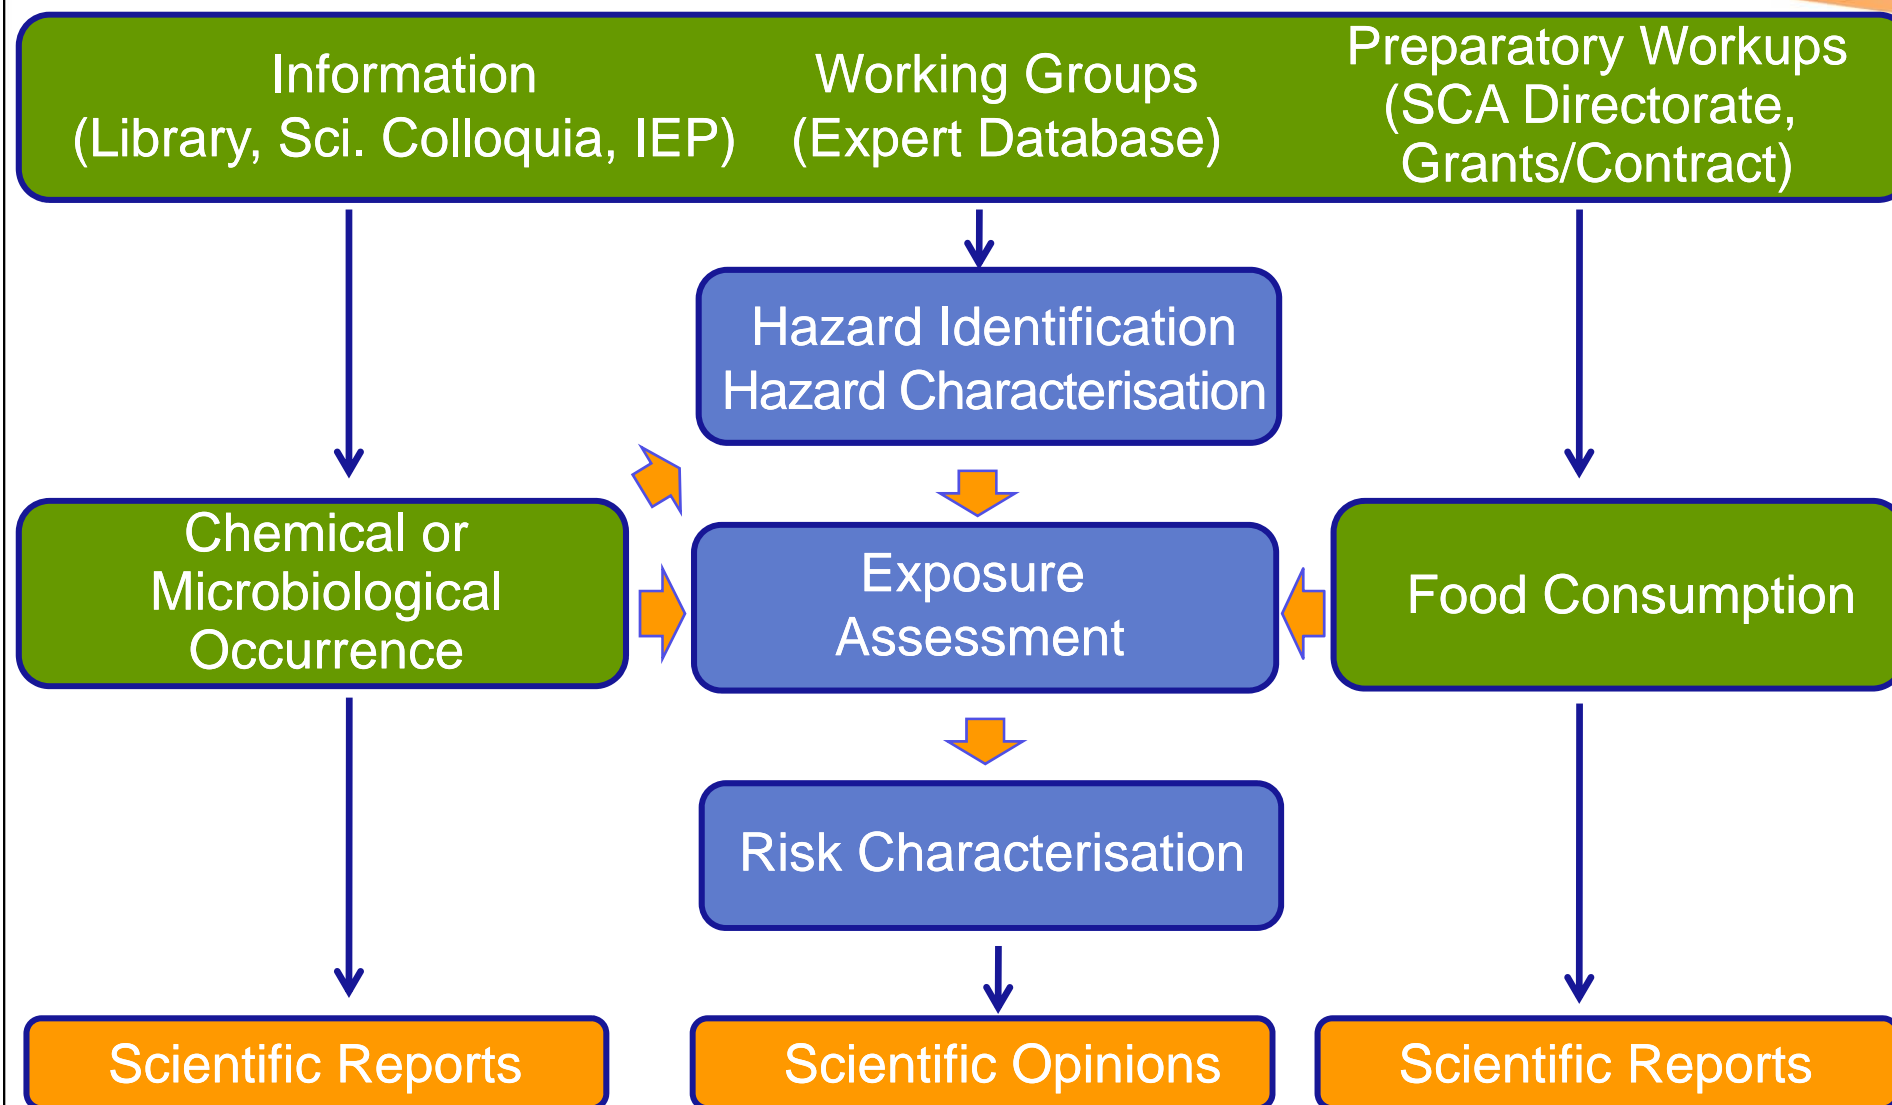 Information
(Library, Sci. Colloquia, IEP)
Working Groups
(Expert Database)
Preparatory Workups
(SCA Directorate,
Grants/Contract)
Hazard Identification
Hazard Characterisation
Chemical or
Microbiological
Occurrence
Exposure
Assessment
Food Consumption
Risk Characterisation
Scientific Reports
Scientific Opinions
Scientific Reports